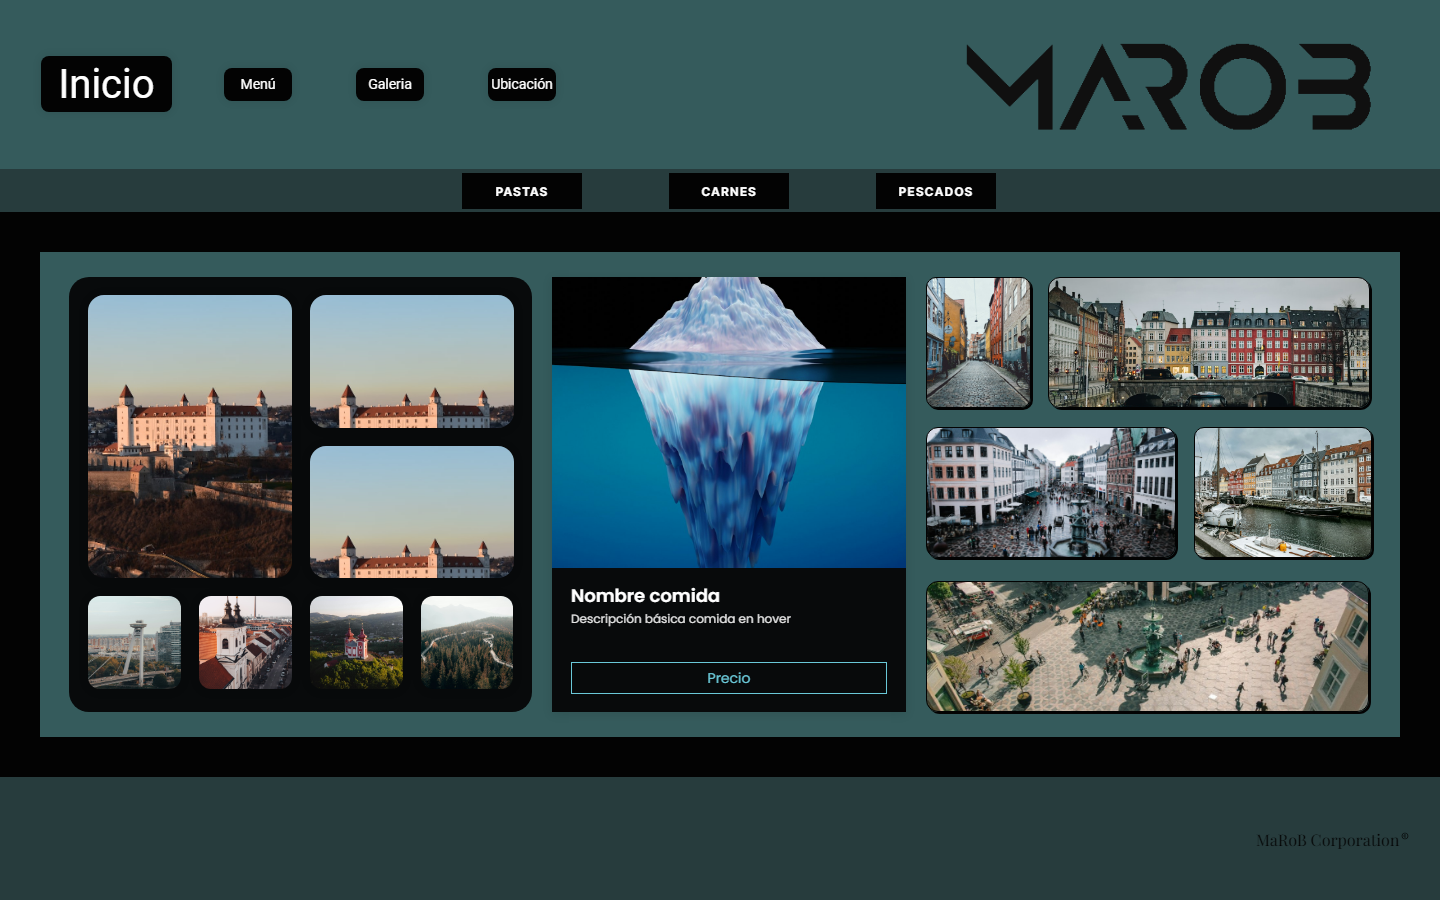 Inicio
Menú
Galeria
Ubicación
MAROB
PASTAS
CARNES
PESCADOS
Nombre comida
Descripción básica comida en hover
Precio
MaRoB Corporation®